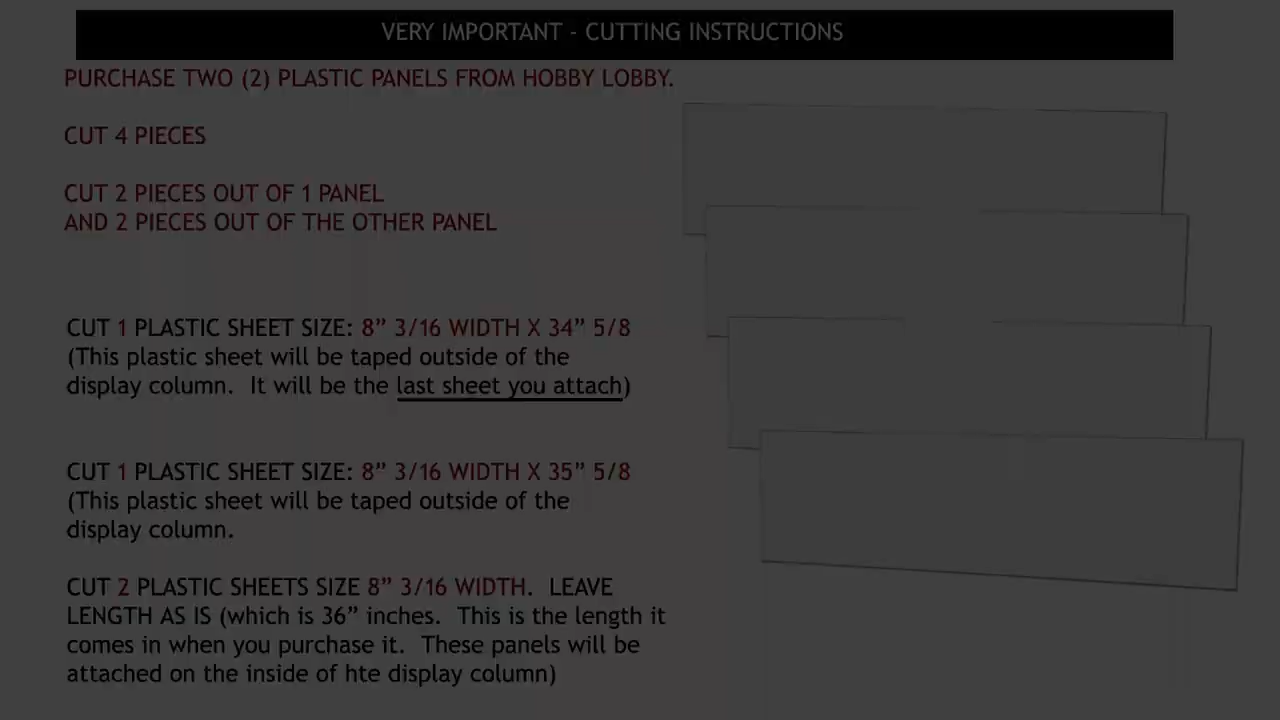 VERY IMPORTANT - CUTTING INSTRUCTIONS
PURCHASE TWO (2) PLASTIC PANELS FROM HOBBY LOBBY.
CUT 4 PIECES
CUT 2 PIECES OUT OF 1 PANEL
AND 2 PIECES OUT OF THE OTHER PANEL
CUT 1 PLASTIC SHEET SIZE: 8” 3/16 WIDTH X 34” 5/8
(This plastic sheet will be taped outside of the
display column.  It will be the last sheet you attach)
CUT 1 PLASTIC SHEET SIZE: 8” 3/16 WIDTH X 35” 5/8
(This plastic sheet will be taped outside of the
display column.
CUT 2 PLASTIC SHEETS SIZE 8” 3/16 WIDTH.  LEAVE
LENGTH AS IS (which is 36” inches.  This is the length it
comes in when you purchase it.  These panels will be
attached on the inside of hte display column)